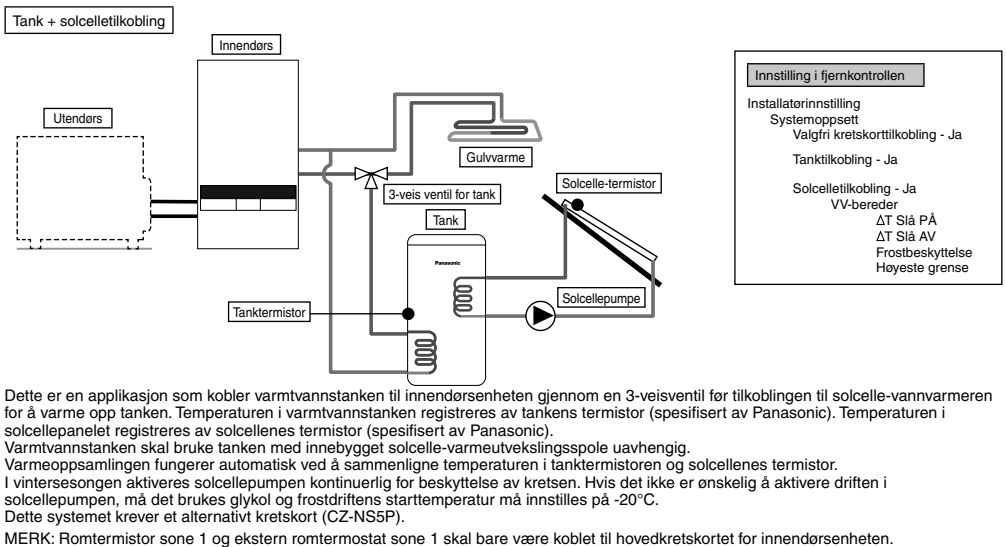 Tank + solcelletilkobling
Innendørs
Utendørs
Gulvvarme
3-veis ventil for tank
Solcelle-termistor
Tank
Panasonic
Tanktermistor
Solcellepumpe
Innstilling i fjernkontrollen
Installatørinnstilling
Systemoppsett
Valgfri kretskorttilkobling - Ja
Tanktilkobling - Ja
Solcelletilkobling - Ja
VV-bereder
ΔT Slå PÅ
ΔT Slå AV
Frostbeskyttelse
Høyeste grense
Dette er en applikasjon som kobler varmtvannstanken til innendørsenheten gjennom en 3-veisventil før tilkoblingen til solcelle-vannvarmeren
for å varme opp tanken. Temperaturen i varmtvannstanken registreres av tankens termistor (spesifisert av Panasonic). Temperaturen i
solcellepanelet registreres av solcellenes termistor (spesifisert av Panasonic).
Varmtvannstanken skal bruke tanken med innebygget solcelle-varmeutvekslingsspole uavhengig.
Varmeoppsamlingen fungerer automatisk ved å sammenligne temperaturen i tanktermistoren og solcellenes termistor.
I vintersesongen aktiveres solcellepumpen kontinuerlig for beskyttelse av kretsen. Hvis det ikke er ønskelig å aktivere driften i
solcellepumpen, må det brukes glykol og frostdriftens starttemperatur må innstilles på -20°C.
Dette systemet krever et alternativt kretskort (CZ-NS5P).
MERK: Romtermistor sone 1 og ekstern romtermostat sone 1 skal bare være koblet til hovedkretskortet for innendørsenheten.